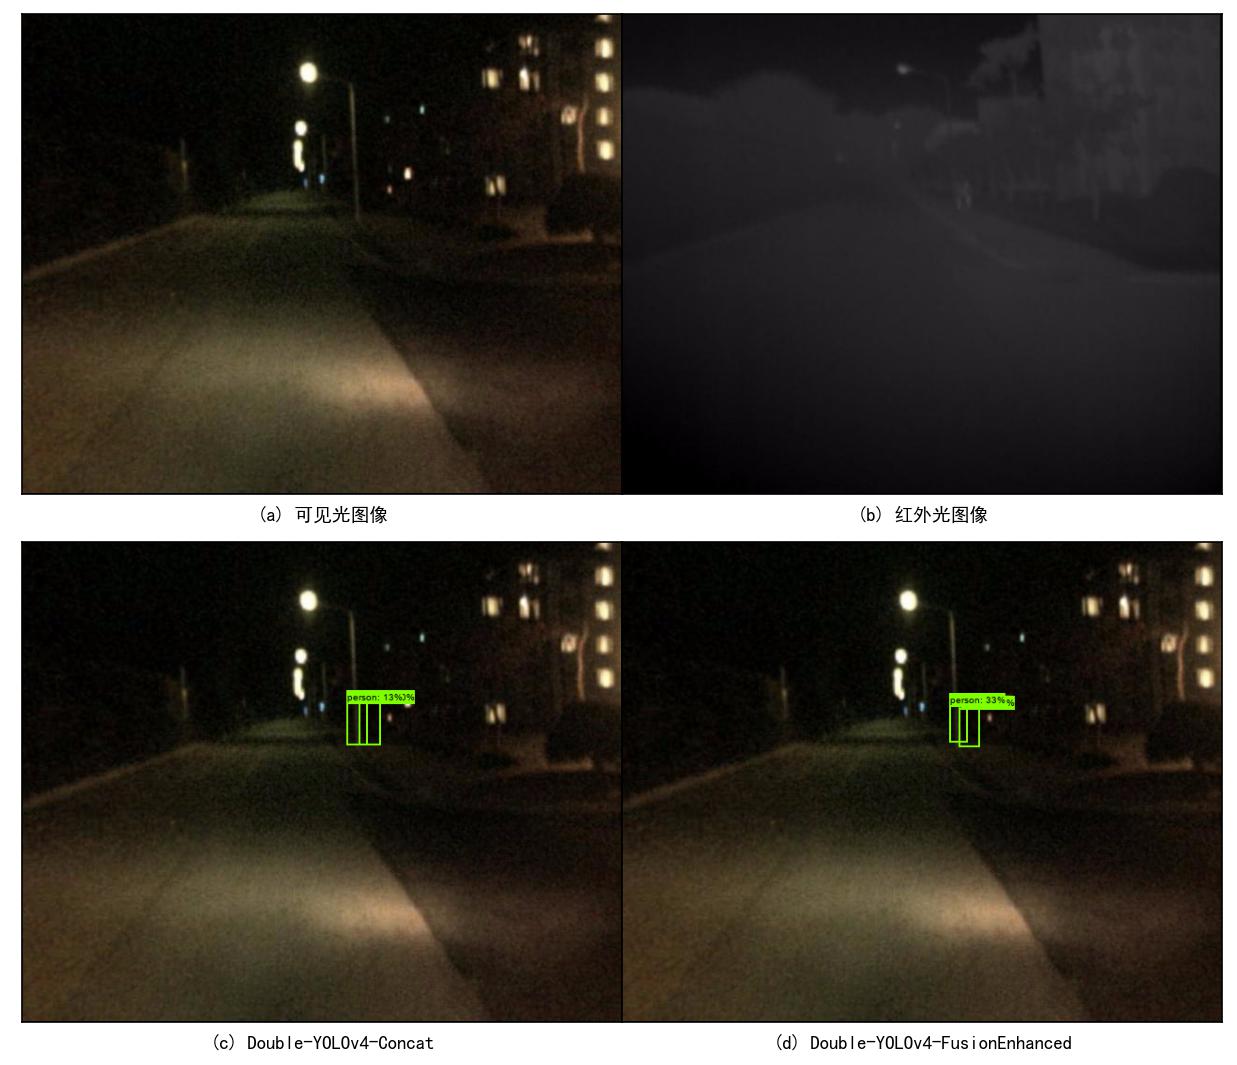 (a) 可见光图像
(b) 红外光图像
person: 13%
%
person: 33%
%
(c) Double-YOLOv4-Concat
(d) Double-YOLOv4-FusionEnhanced